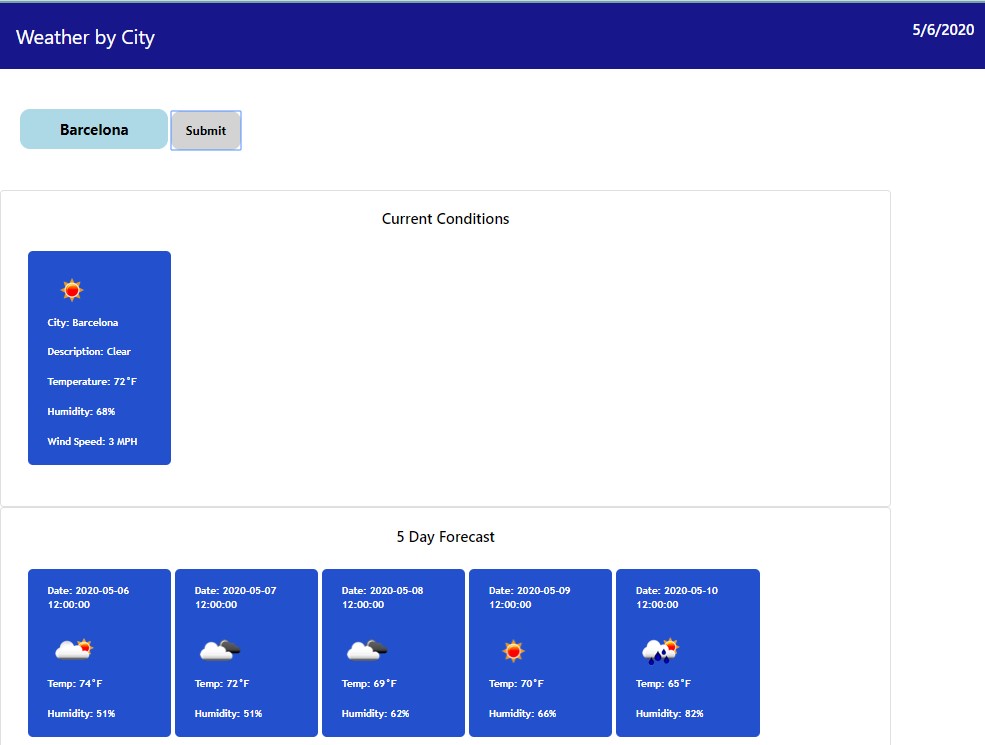 Weather by City
5/6/2020
Barcelona
Submit
Current Conditions
City: Barcelona
Description: Clear
Temperature: 72°F
Humidity: 68%
Wind Speed: 3 MPH
5 Day Forecast
Date: 2020-05-06
12:00:00
Temp: 74°F
Humidity: 51%
Date: 2020-05-07
12:00:00
Temp: 72°F
Humidity: 51%
Date: 2020-05-08
12:00:00
Temp: 69°F
Humidity: 62%
Date: 2020-05-09
12:00:00
Temp: 70°F
Humidity: 66%
Date: 2020-05-10
12:00:00
Temp: 65°F
Humidity: 82%